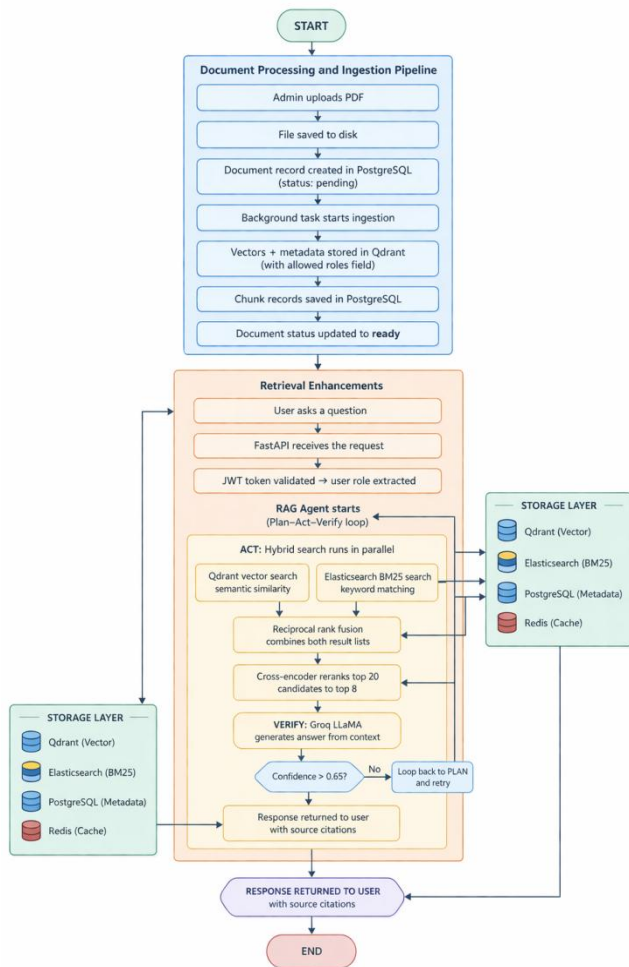 START
Document Processing and Ingestion Pipeline
Admin uploads PDF
File saved to disk
Document record created in PostgreSQL
(status: pending)
Background task starts ingestion
Vectors + metadata stored in Qdrant
(with allowed roles field)
Chunk records saved in PostgreSQL
Document status updated to ready
Retrieval Enhancements
User asks a question
FastAPI receives the request
JWT token validated → user role extracted
RAG Agent starts
(Plan–Act–Verify loop)
ACT: Hybrid search runs in parallel
Qdrant vector search
semantic similarity
Elasticsearch BM25 search
keyword matching
Reciprocal rank fusion
combines both result lists
Cross-encoder reranks top 20
candidates to top 8
VERIFY: Groq LLaMA
generates answer from context
Confidence > 0.65?
No
Loop back to PLAN
and retry
Response returned to user
with source citations
STORAGE LAYER
Qdrant (Vector)
Elasticsearch (BM25)
PostgreSQL (Metadata)
Redis (Cache)
STORAGE LAYER
Qdrant (Vector)
Elasticsearch (BM25)
PostgreSQL (Metadata)
Redis (Cache)
RESPONSE RETURNED TO USER
with source citations
END